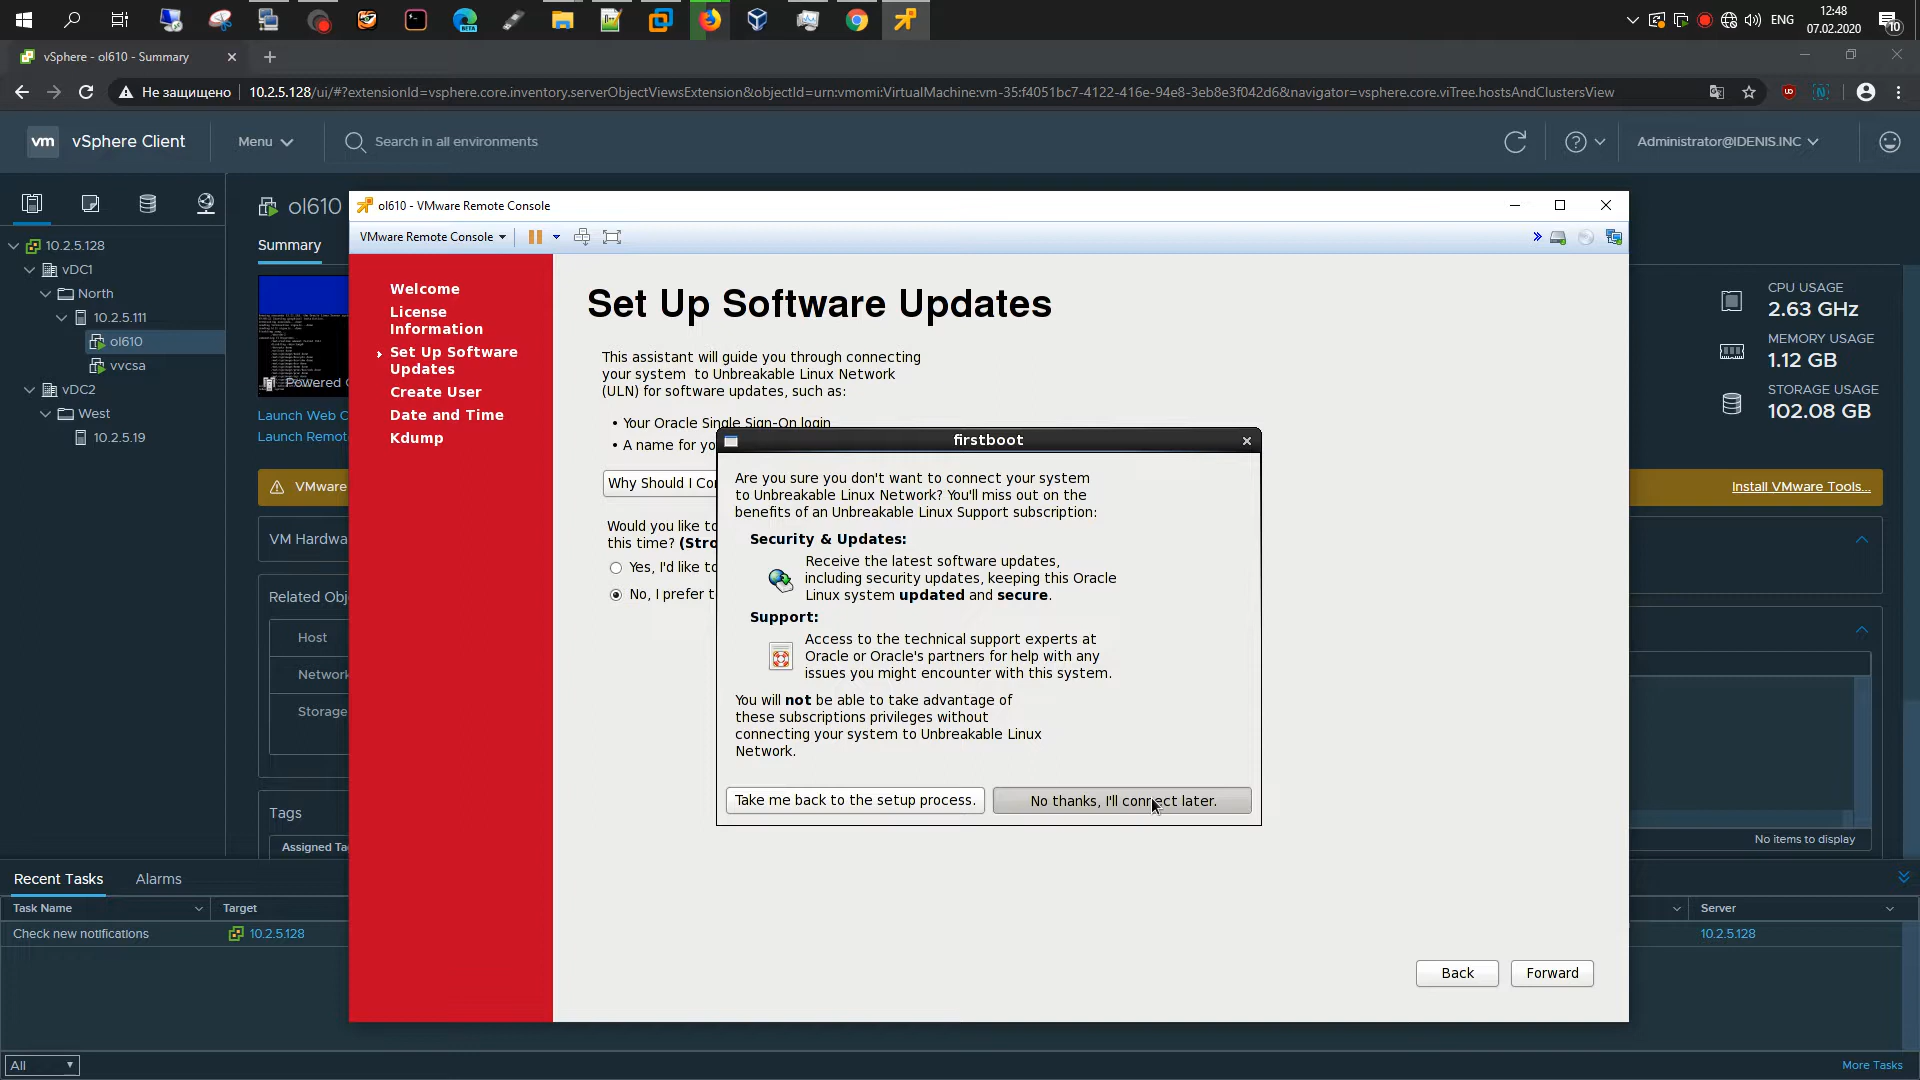 ENG
12:48
07.02.2020
10
vSphere - ol610 - Summary
Не защищено
10.2.5.128/ui/#?extensionId=vsphere.core.inventory.serverObjectViewsExtension&objectId=urn:vmomi:VirtualMachine:vm-35:f4051bc7-4122-416e-94e8-3eb8e3f042d6&navigator=vsphere.core.viTree.hostsAndClustersView
vm vSphere Client
Menu
Search in all environments
Administrator@IDENIS.INC
10.2.5.128
vDC1
North
10.2.5.111
ol610
vvcsa
vDC2
West
10.2.5.19
ol610
Summary
Powered
Launch Web C
Launch Remot
VMware
Install VMware Tools...
VM Hardwa
Related Obj
Host
Network
Storage
Tags
Assigned Ta
CPU USAGE
2.63 GHz
MEMORY USAGE
1.12 GB
STORAGE USAGE
102.08 GB
No items to display
ol610 - VMware Remote Console
VMware Remote Console
Welcome
License
Information
Set Up Software
Updates
Create User
Date and Time
Kdump
Set Up Software Updates
This assistant will guide you through connecting
your system to Unbreakable Linux Network
(ULN) for software updates, such as:
• Your Oracle Single Sign-On login
• A name for yo
Why Should I Co
Would you like to
this time? (Stro
Yes, I'd like to
No, I prefer t
firstboot
Are you sure you don't want to connect your system
to Unbreakable Linux Network? You'll miss out on the
benefits of an Unbreakable Linux Support subscription:
Security & Updates:
Receive the latest software updates,
including security updates, keeping this Oracle
Linux system updated and secure.
Support:
Access to the technical support experts at
Oracle or Oracle's partners for help with any
issues you might encounter with this system.
You will not be able to take advantage of
these subscriptions privileges without
connecting your system to Unbreakable Linux
Network.
Take me back to the setup process.
No thanks, I'll connect later.
Back
Forward
Recent Tasks
Alarms
Task Name
Target
Server
Check new notifications
10.2.5.128
10.2.5.128
All
More Tasks